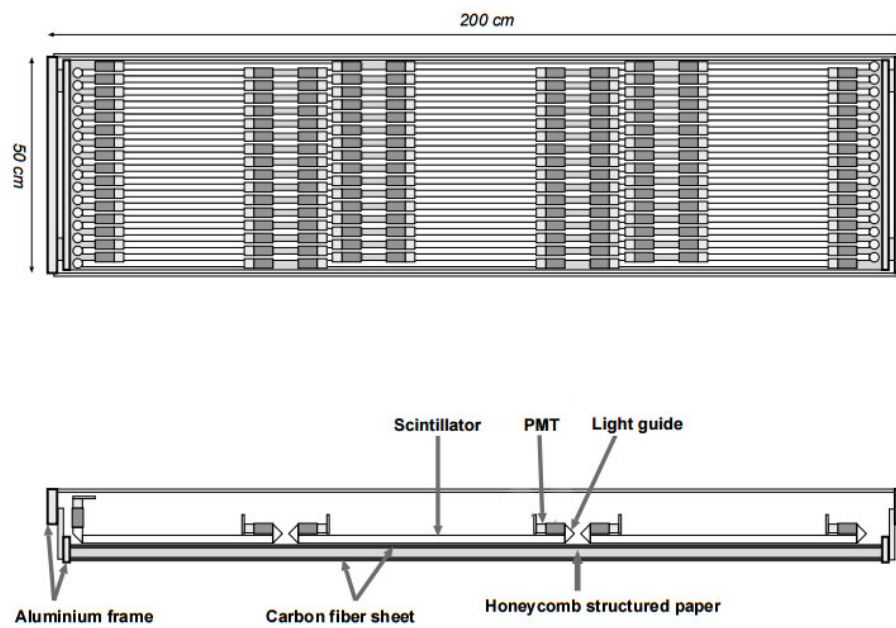 200 cm
50 cm
Scintillator
PMT
Light guide
Aluminium frame
Carbon fiber sheet
Honeycomb structured paper